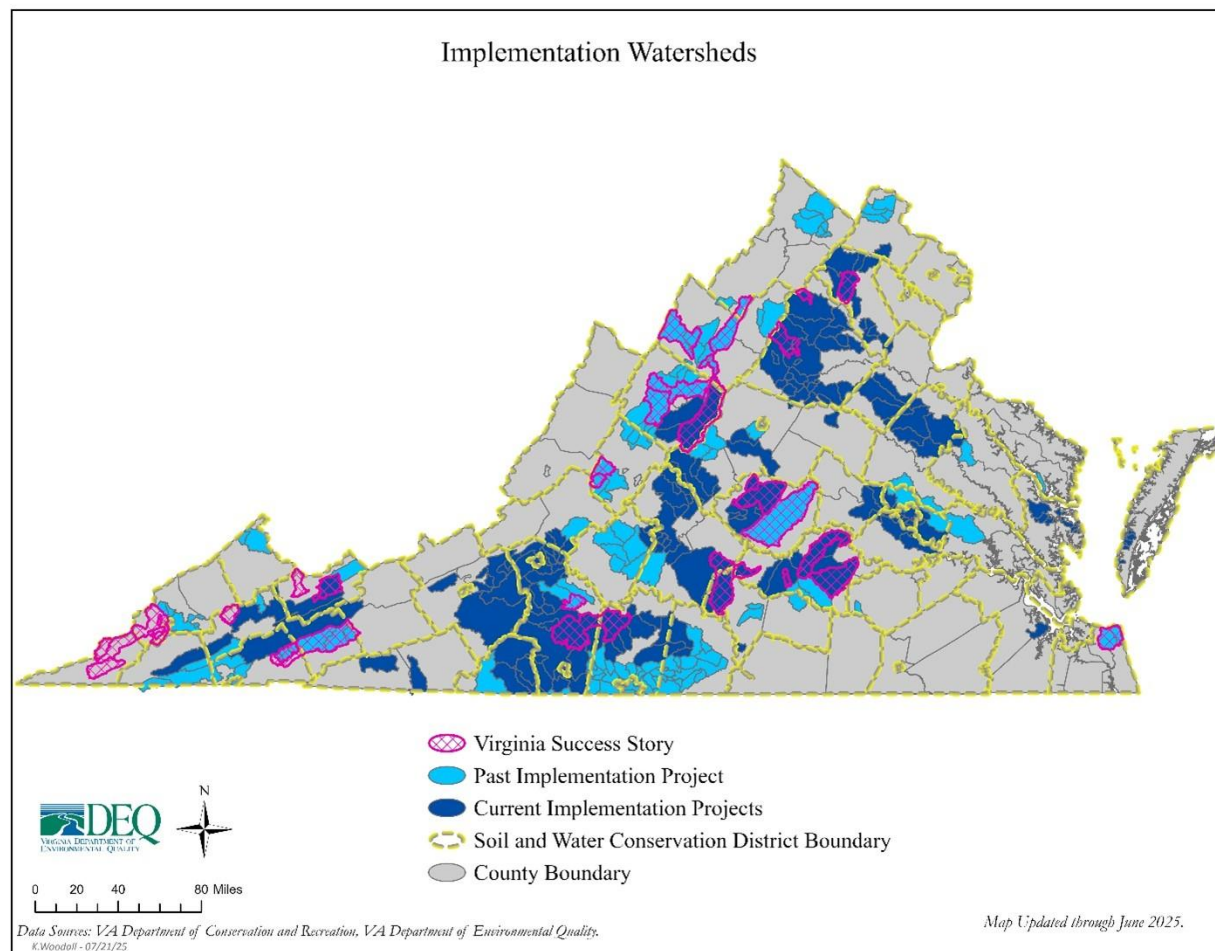 Implementation Watersheds
Virginia Success Story
Past Implementation Project
Current Implementation Projects
Soil and Water Conservation District Boundary
County Boundary
DEQ
VIRGINIA DEPARTMENT OF
ENVIRONMENTAL QUALITY
N
0 20 40 80 Miles
Data Sources: VA Department of Conservation and Recreation, VA Department of Environmental Quality.
K.Woodall - 07/21/25
Map Updated through June 2025.